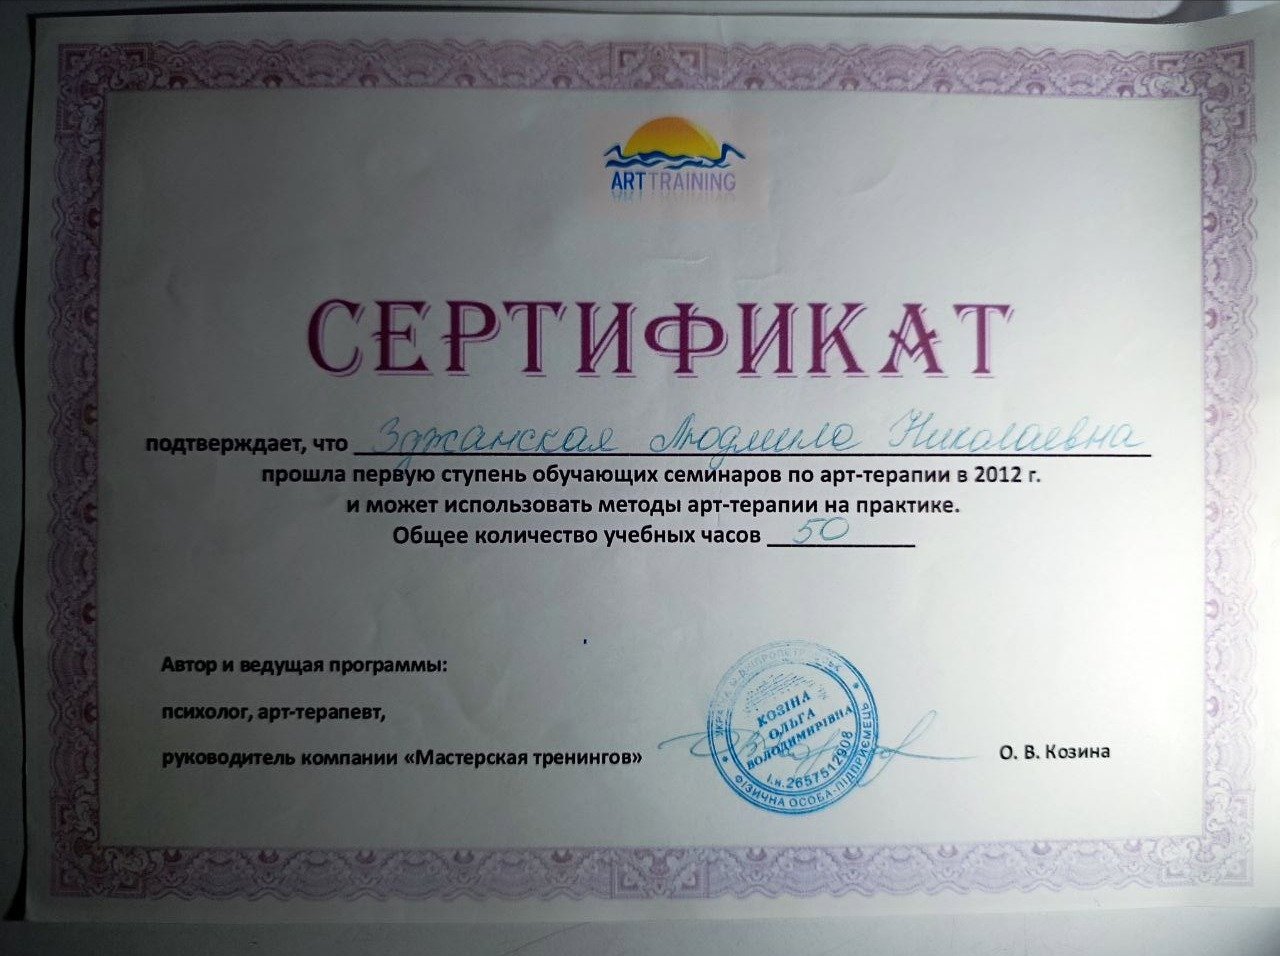 ART TRAINING
СЕРТИФИКАТ
подтверждает, что Зджанская Людмила Николаевна
прошла первую ступень обучающих семинаров по арт-терапии в 2012 г.
и может использовать методы арт-терапии на практике.
Общее количество учебных часов 50
Автор и ведущая программы:
психолог, арт-терапевт,
руководитель компании «Мастерская тренингов»
О. В. Козина
КОЗІНА
ОЛЬГА
ВОЛОДИМИРІВНА
і.н.2657512908
ФІЗИЧНА ОСОБА-ПІДПРИЄМЕЦЬ